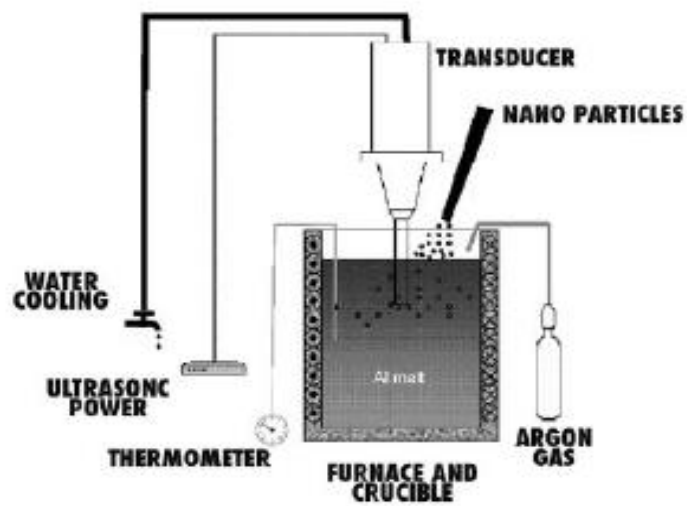 TRANSDUCER
NANO PARTICLES
WATER
COOLING
ULTRASONC
POWER
Al melt
THERMOMETER
FURNACE AND
CRUCIBLE
ARGON
GAS